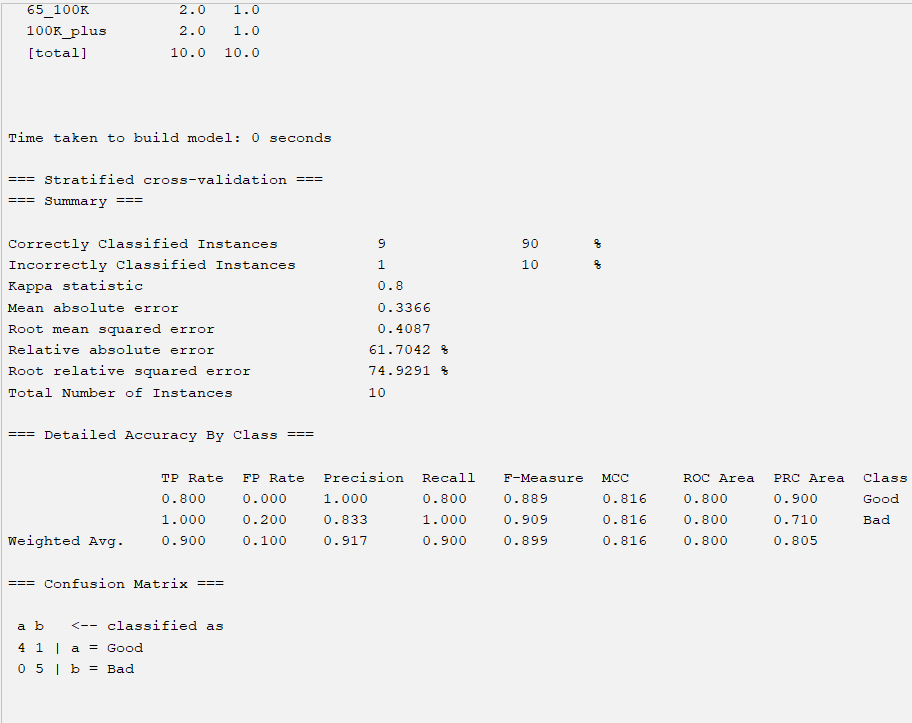 65_100K 2.0 1.0
100K_plus 2.0 1.0
[total] 10.0 10.0
Time taken to build model: 0 seconds
=== Stratified cross-validation ===
=== Summary ===
Correctly Classified Instances 9 90 %
Incorrectly Classified Instances 1 10 %
Kappa statistic 0.8
Mean absolute error 0.3366
Root mean squared error 0.4087
Relative absolute error 61.7042 %
Root relative squared error 74.9291 %
Total Number of Instances 10
=== Detailed Accuracy By Class ===
TP Rate FP Rate Precision Recall F-Measure MCC ROC Area PRC Area Class
0.800 0.000 1.000 0.800 0.889 0.816 0.800 0.900 Good
1.000 0.200 0.833 1.000 0.909 0.816 0.800 0.710 Bad
Weighted Avg. 0.900 0.100 0.917 0.900 0.899 0.816 0.800 0.805
=== Confusion Matrix ===
a b <-- classified as
4 1 | a = Good
0 5 | b = Bad